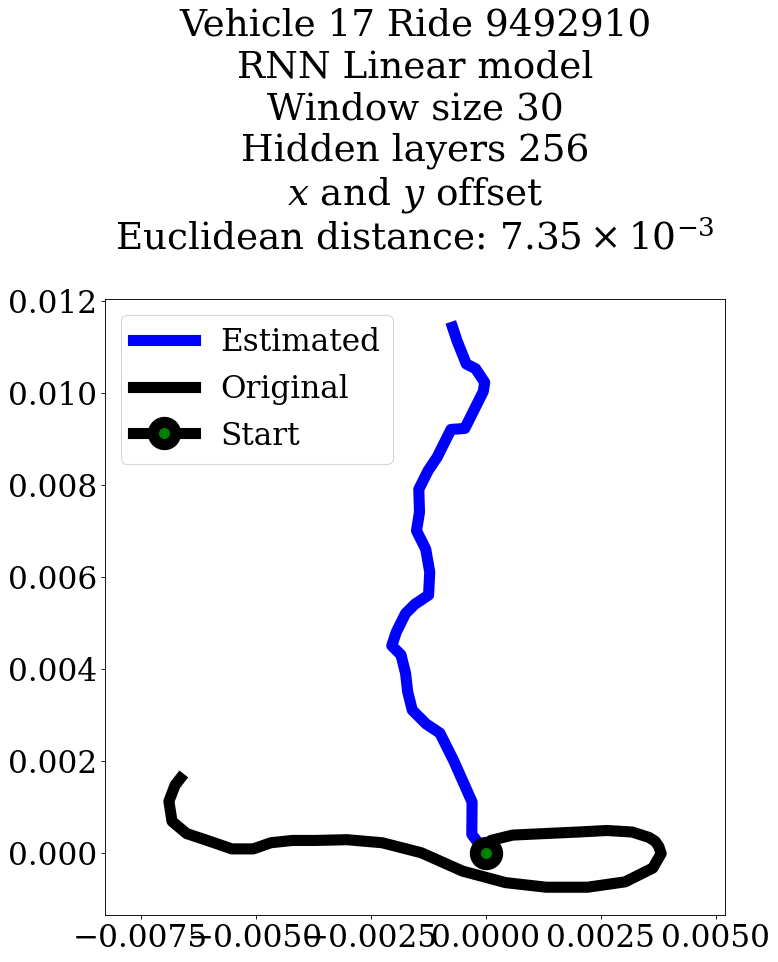 Vehicle 17 Ride 9492910
RNN Linear model
Window size 30
Hidden layers 256
x and y offset
Euclidean distance: 7.35 × 10⁻³
0.012
0.010
0.008
0.006
0.004
0.002
0.000
Estimated
Original
Start
−0.0075 −0.0050 −0.0025 0.0000 0.0025 0.0050